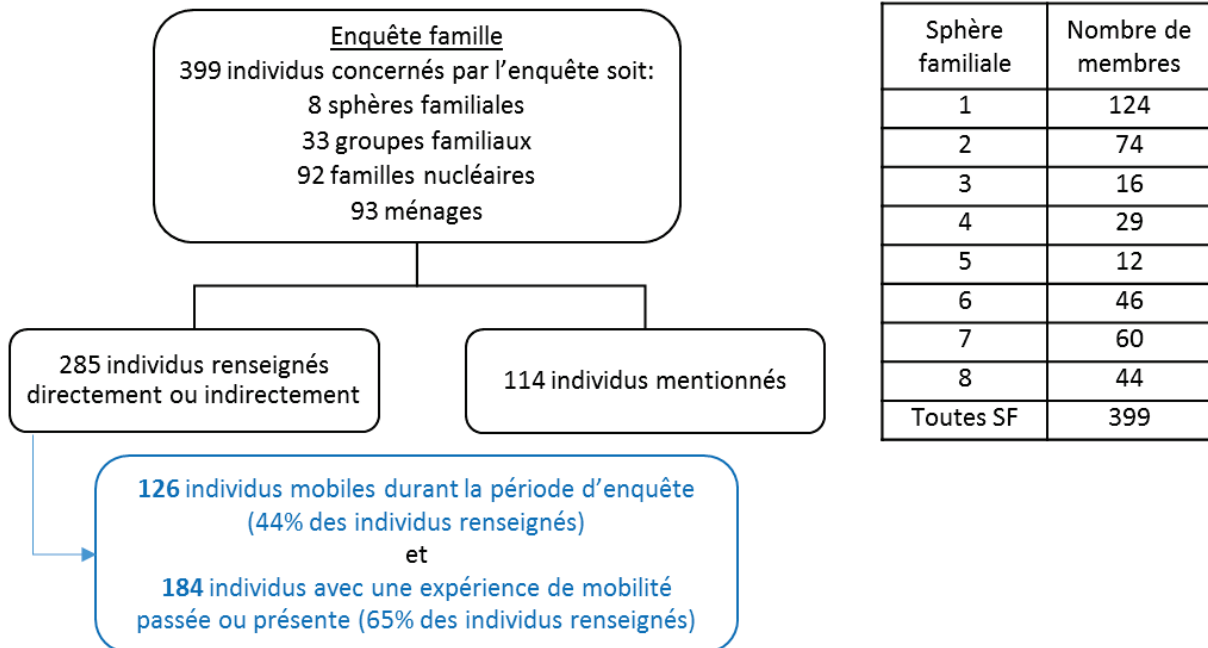 Enquête famille
399 individus concernés par l’enquête soit:
8 sphères familiales
33 groupes familiaux
92 familles nucléaires
93 ménages
285 individus renseignés
directement ou indirectement
114 individus mentionnés
126 individus mobiles durant la période d’enquête
(44% des individus renseignés)
et
184 individus avec une expérience de mobilité
passée ou présente (65% des individus renseignés)
Sphère familiale Nombre de membres
1 124
2 74
3 16
4 29
5 12
6 46
7 60
8 44
Toutes SF 399